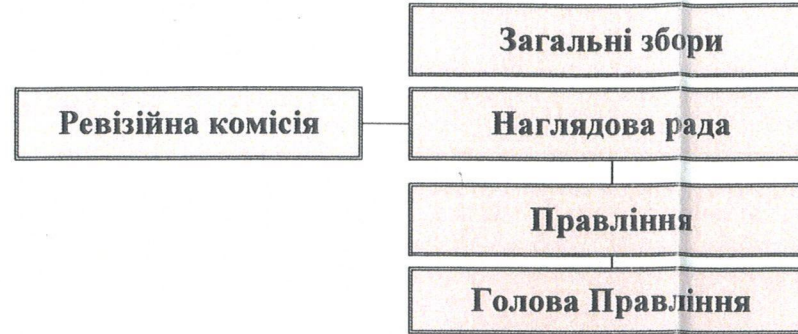 Загальні збори
Ревізійна комісія
Наглядова рада
Правління
Голова Правління